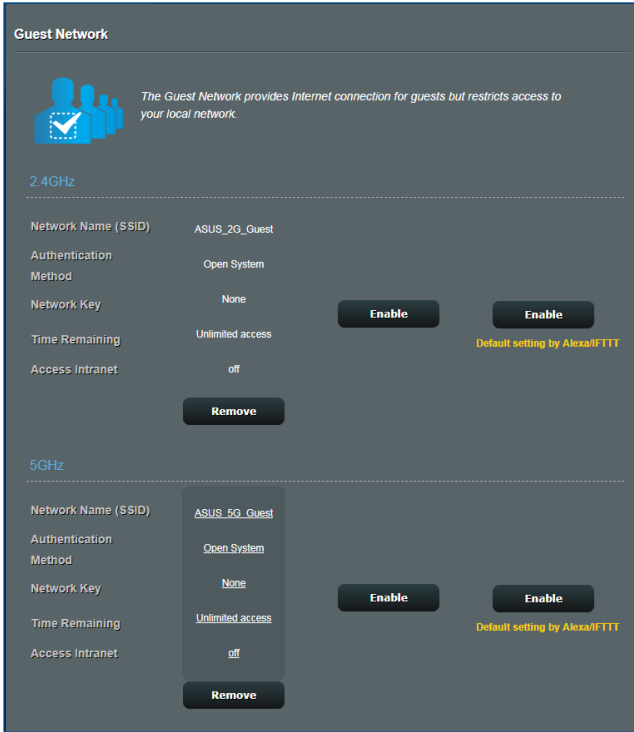 Guest Network
The Guest Network provides Internet connection for guests but restricts access to
your local network.
2.4GHz
Network Name (SSID) ASUS_2G_Guest
Authentication
Method
Open System
Network Key None
Enable Enable
Time Remaining Unlimited access
Default setting by Alexa/IFTTT
Access Intranet off
Remove
5GHz
Network Name (SSID) ASUS_5G_Guest
Authentication
Method
Open System
Network Key None
Enable Enable
Time Remaining Unlimited access
Default setting by Alexa/IFTTT
Access Intranet off
Remove